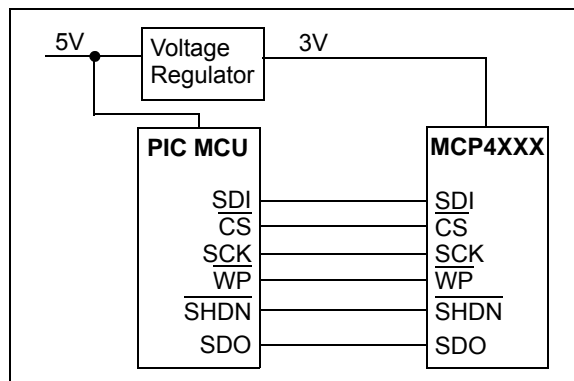 5V
Voltage
Regulator
3V
PIC MCU
MCP4XXX
SDI
SDI
CS
CS
SCK
SCK
WP
WP
SHDN
SHDN
SDO
SDO